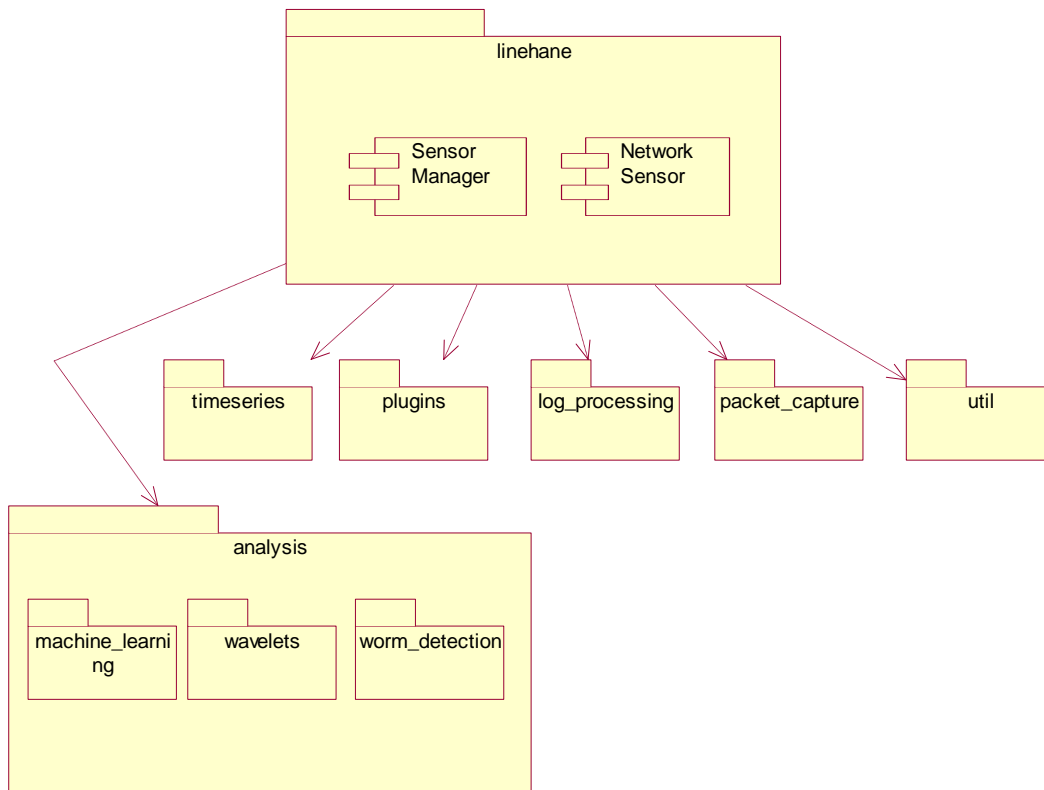 linehane
Sensor
Manager
Network
Sensor
timeseries
plugins
log_processing
packet_capture
util
analysis
machine_learni
ng
wavelets
worm_detection